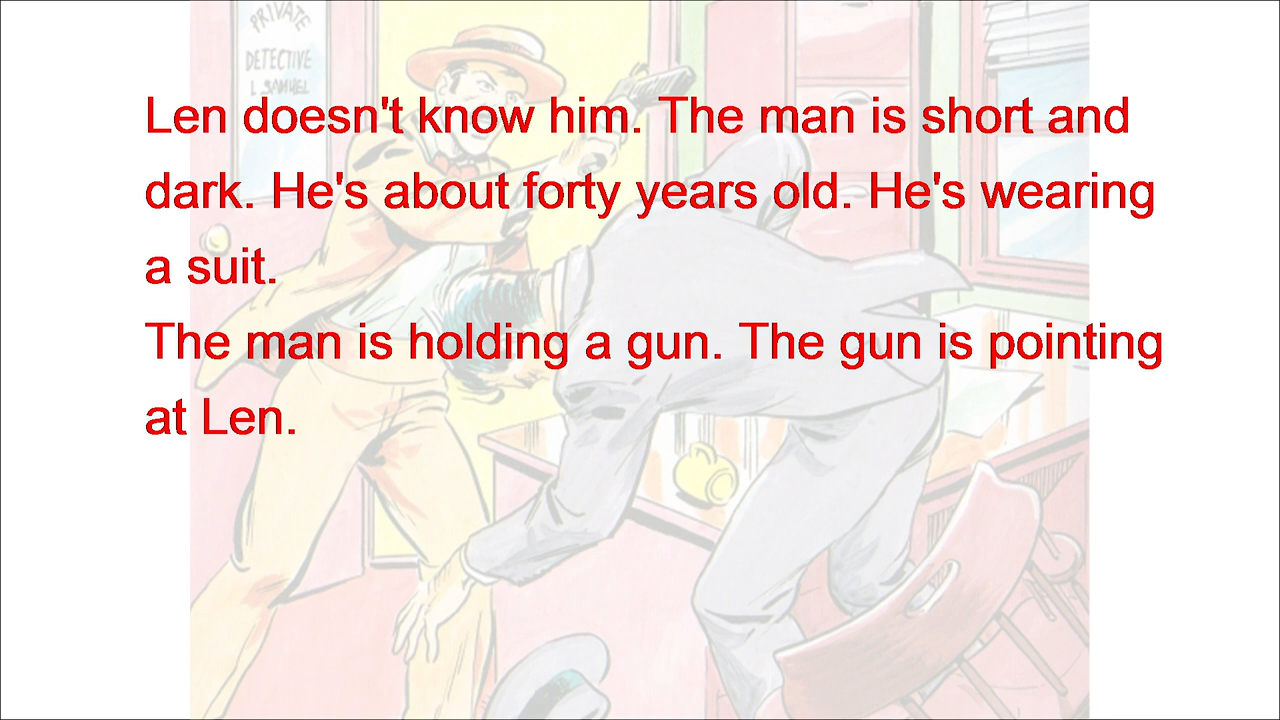 PRIVATE
DETECTIVE
L SAMUEL
Len doesn't know him. The man is short and
dark. He's about forty years old. He's wearing
a suit.
The man is holding a gun. The gun is pointing
at Len.